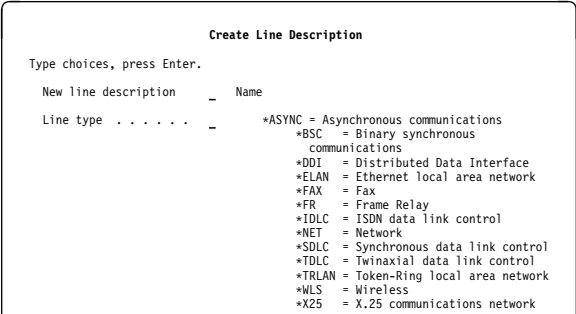 Create Line Description
Type choices, press Enter.
New line description _ Name
Line type . . . . . . _ *ASYNC = Asynchronous communications
*BSC = Binary synchronous
communications
*DDI = Distributed Data Interface
*ELAN = Ethernet local area network
*FAX = Fax
*FR = Frame Relay
*IDLC = ISDN data link control
*NET = Network
*SDLC = Synchronous data link control
*TDLC = Twinaxial data link control
*TRLAN = Token-Ring local area network
*WLS = Wireless
*X25 = X.25 communications network